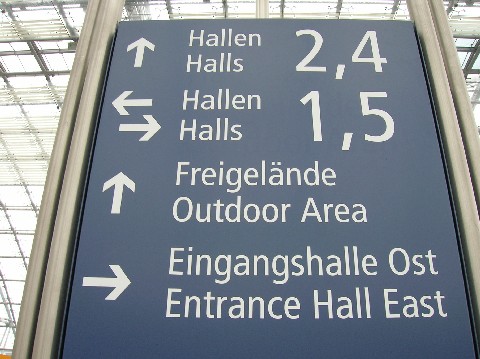 Hallen 2,4
Halls
Hallen 1,5
Halls
Freigelände
Outdoor Area
Eingangshalle Ost
Entrance Hall East